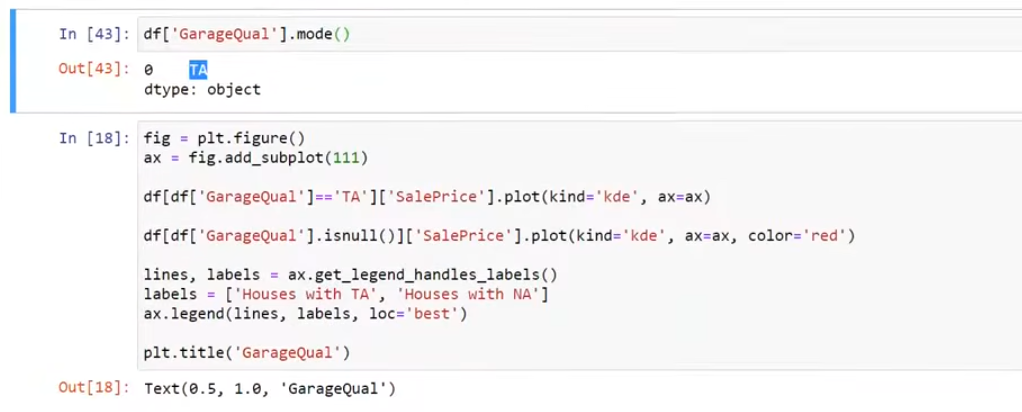 In [43]: df['GarageQual'].mode()
Out[43]: 0    TA
dtype: object
In [18]: fig = plt.figure()
ax = fig.add_subplot(111)
df[df['GarageQual']=='TA']['SalePrice'].plot(kind='kde', ax=ax)
df[df['GarageQual'].isnull()]['SalePrice'].plot(kind='kde', ax=ax, color='red')
lines, labels = ax.get_legend_handles_labels()
labels = ['Houses with TA', 'Houses with NA']
ax.legend(lines, labels, loc='best')
plt.title('GarageQual')
Out[18]: Text(0.5, 1.0, 'GarageQual')